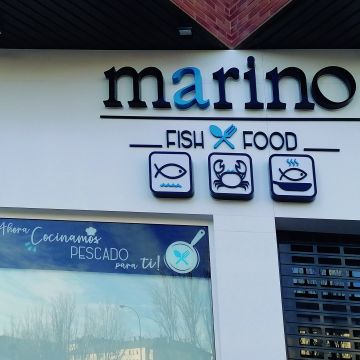 marino
FISH FOOD
Ahora
Cocinamos
PESCADO
para ti!